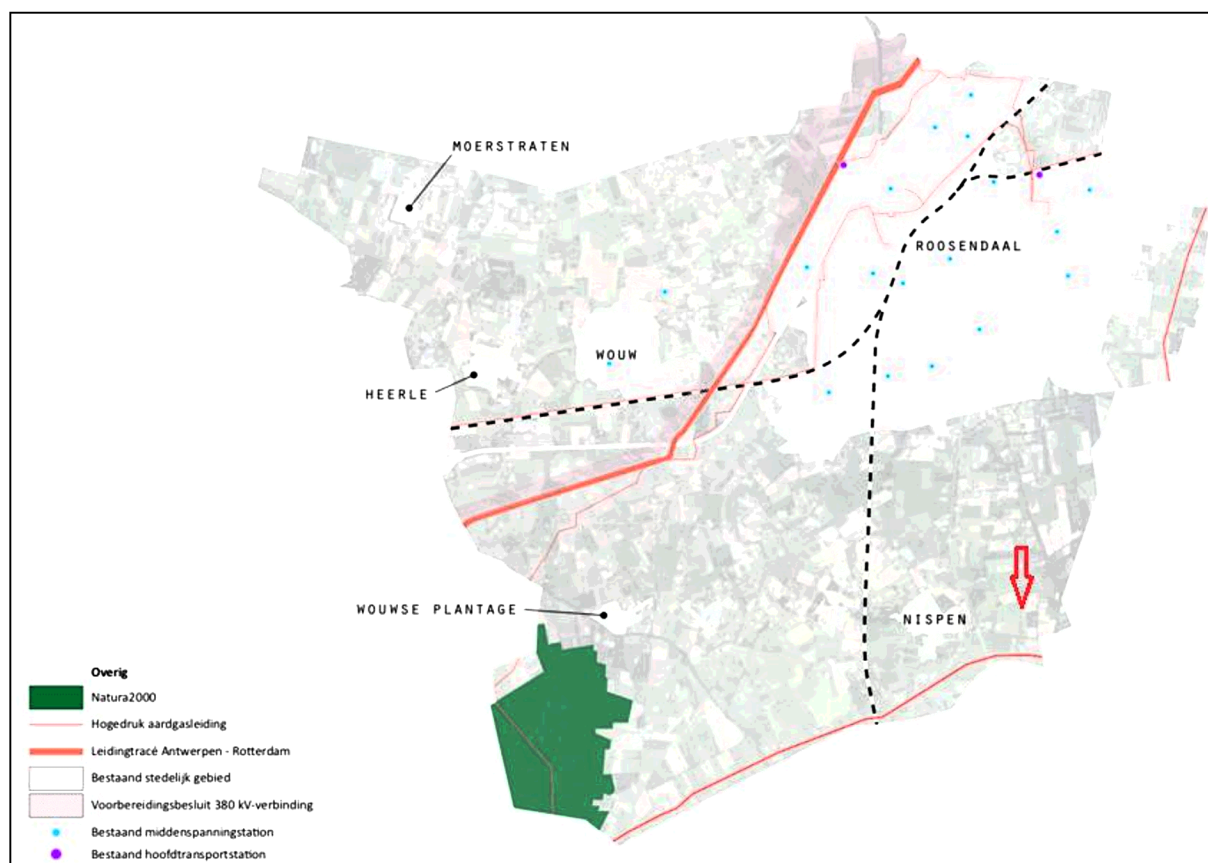 MOERSTRATEN
ROOSENDAAL
WOUW
HEERLE
WOUWSE PLANTAGE
NISPEN
Overig
Natura2000
Hogedruk aardgasleiding
Leidingtracé Antwerpen - Rotterdam
Bestaand stedelijk gebied
Voorbereidingsbesluit 380 kV-verbinding
Bestaand middenspanningstation
Bestaand hoofdtransportstation